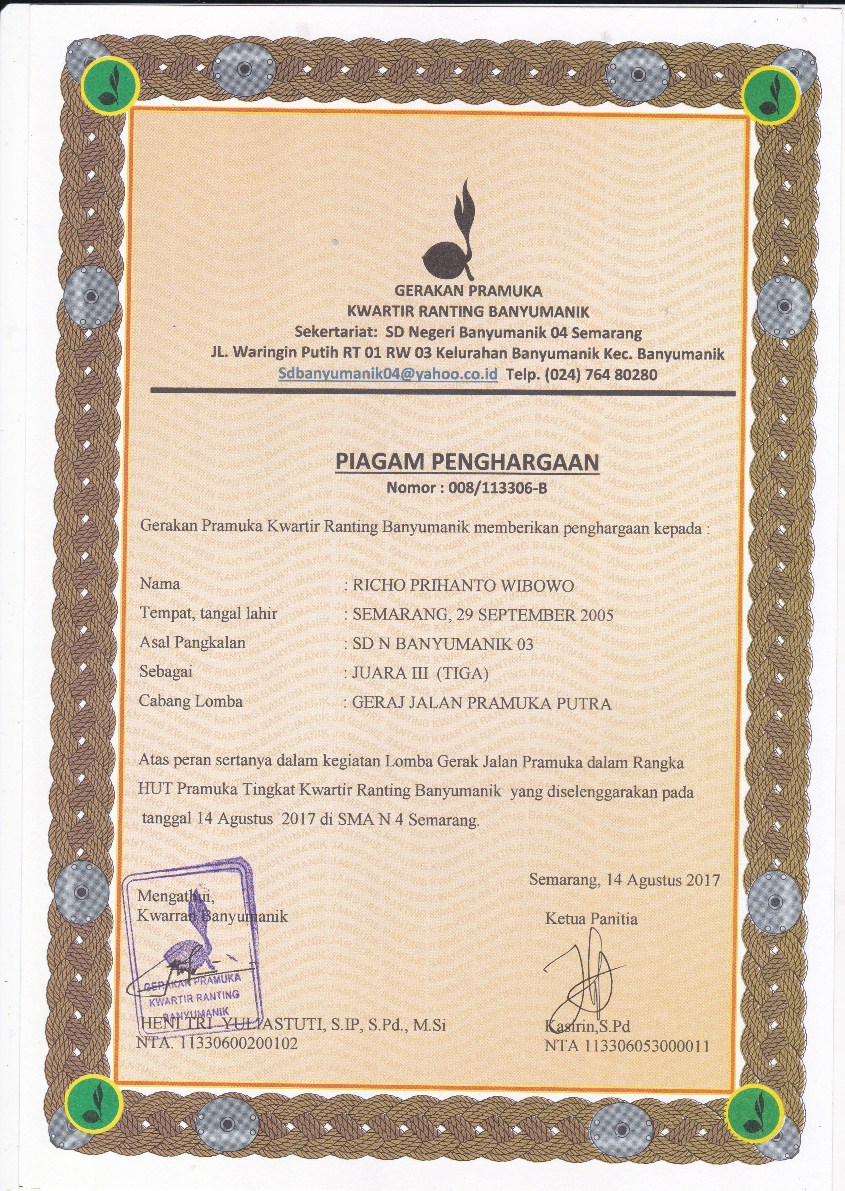 GERAKAN PRAMUKA
KWARTIR RANTING BANYUMANIK
Sekertariat: SD Negeri Banyumanik 04 Semarang
JL. Waringin Putih RT 01 RW 03 Kelurahan Banyumanik Kec. Banyumanik
Sdbanyumanik04@yahoo.co.id Telp. (024) 764 80280
PIAGAM PENGHARGAAN
Nomor : 008/113306-B
Gerakan Pramuka Kwartir Ranting Banyumanik memberikan penghargaan kepada :
Nama : RICHO PRIHANTO WIBOWO
Tempat, tangal lahir : SEMARANG, 29 SEPTEMBER 2005
Asal Pangkalan : SD N BANYUMANIK 03
Sebagai : JUARA III (TIGA)
Cabang Lomba : GERAJ JALAN PRAMUKA PUTRA
Atas peran sertanya dalam kegiatan Lomba Gerak Jalan Pramuka dalam Rangka
HUT Pramuka Tingkat Kwartir Ranting Banyumanik yang diselenggarakan pada
tanggal 14 Agustus 2017 di SMA N 4 Semarang.
Semarang, 14 Agustus 2017
Mengathui,
Kwarran Banyumanik
Ketua Panitia
GERAKAN PRAMUKA
KWARTIR RANTING
BANYUMANIK
HENI TRI YULIASTUTI, S.IP, S.Pd., M.Si
NTA. 11330600200102
Kasirin,S.Pd
NTA 113306053000011